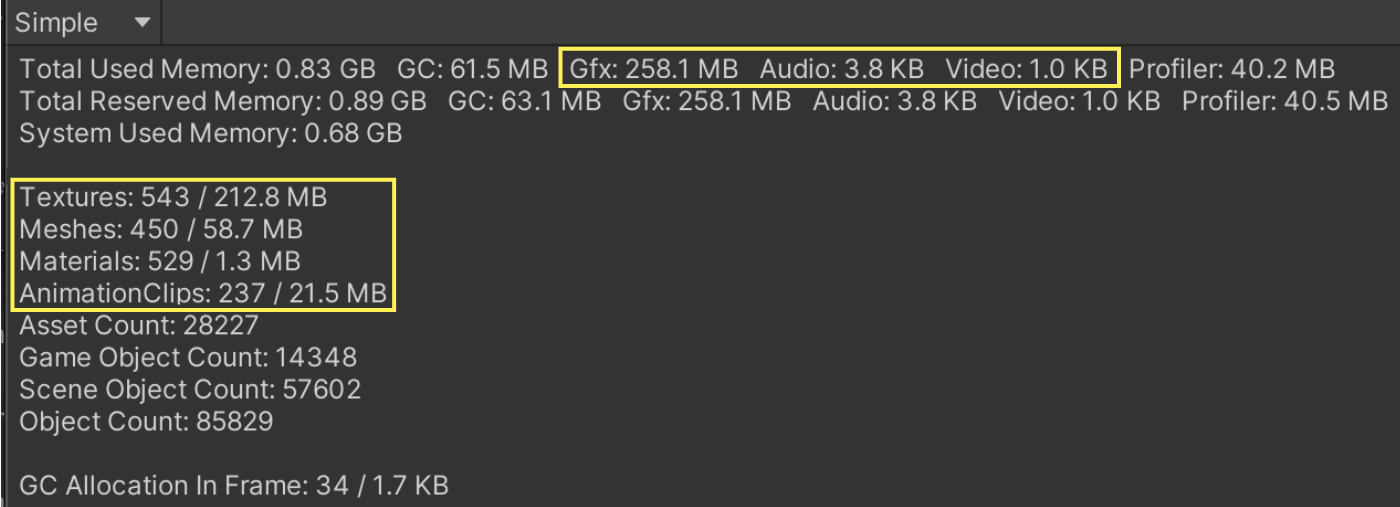 Simple
Total Used Memory: 0.83 GB GC: 61.5 MB Gfx: 258.1 MB Audio: 3.8 KB Video: 1.0 KB Profiler: 40.2 MB
Total Reserved Memory: 0.89 GB GC: 63.1 MB Gfx: 258.1 MB Audio: 3.8 KB Video: 1.0 KB Profiler: 40.5 MB
System Used Memory: 0.68 GB
Textures: 543 / 212.8 MB
Meshes: 450 / 58.7 MB
Materials: 529 / 1.3 MB
AnimationClips: 237 / 21.5 MB
Asset Count: 28227
Game Object Count: 14348
Scene Object Count: 57602
Object Count: 85829
GC Allocation In Frame: 34 / 1.7 KB